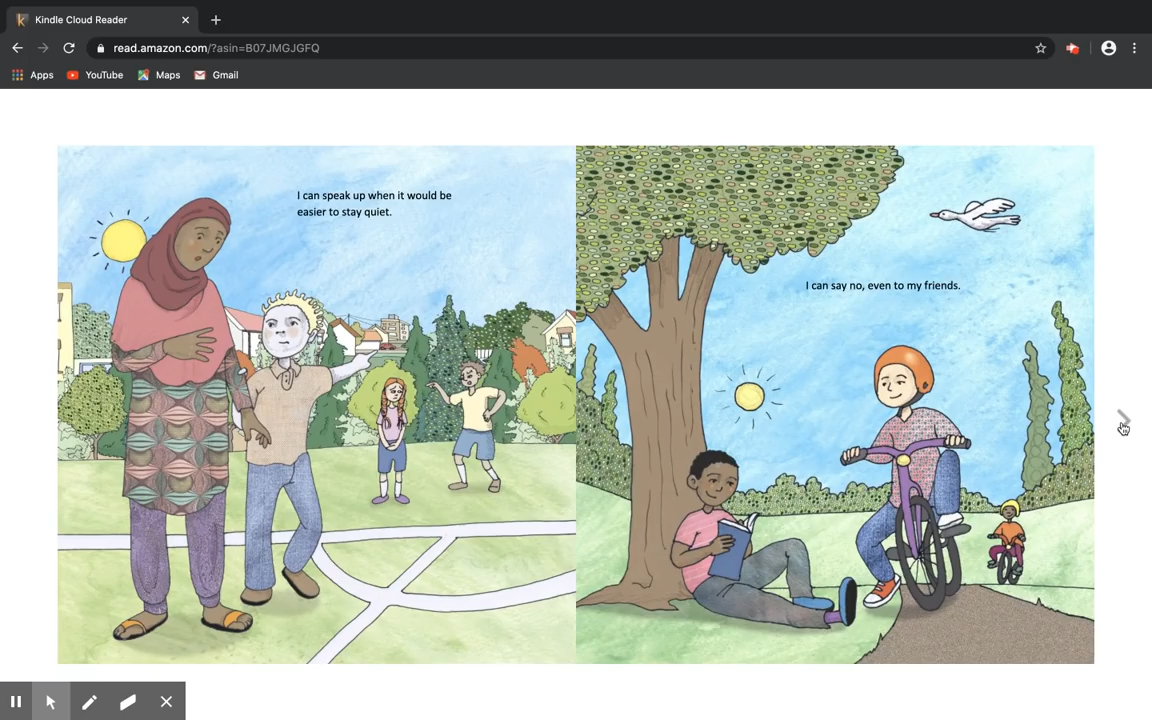 Kindle Cloud Reader
read.amazon.com/?asin=B07JMGJGFQ
Apps YouTube Maps Gmail
I can speak up when it would be
easier to stay quiet.
I can say no, even to my friends.